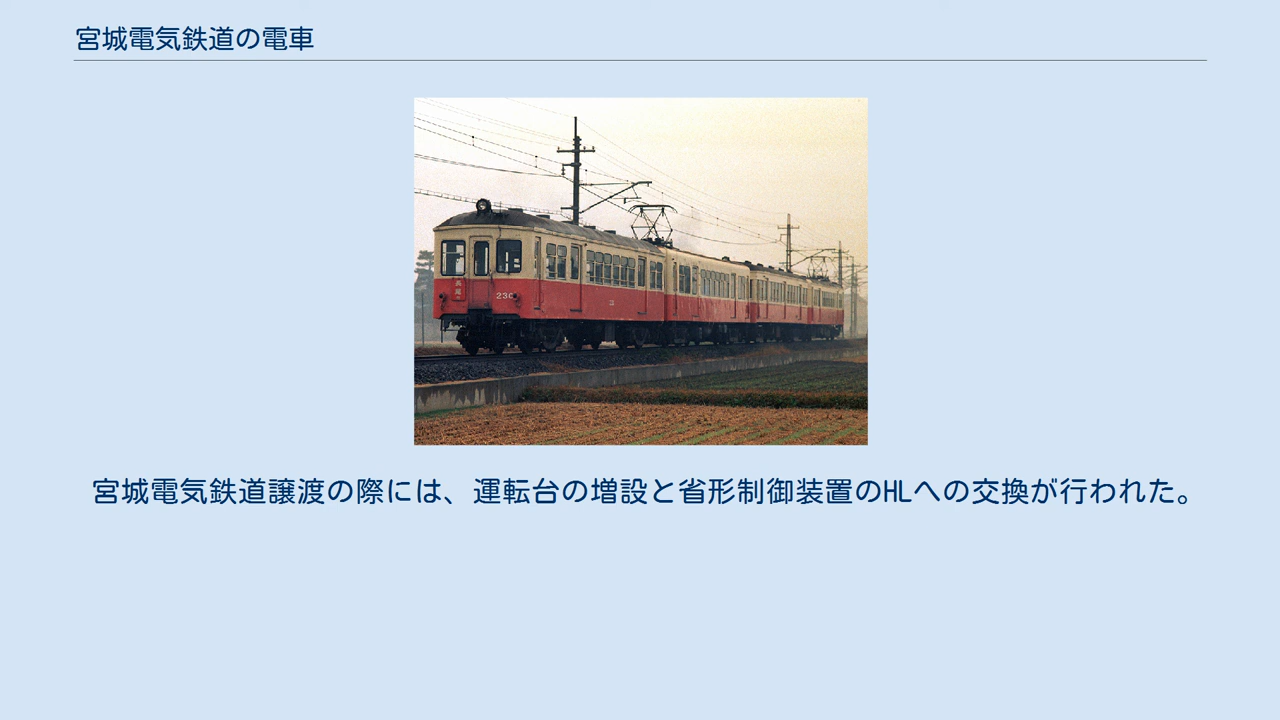 宮城電気鉄道の電車
230
宮城電気鉄道譲渡の際には、運転台の増設と省形制御装置のHLへの交換が行われた。